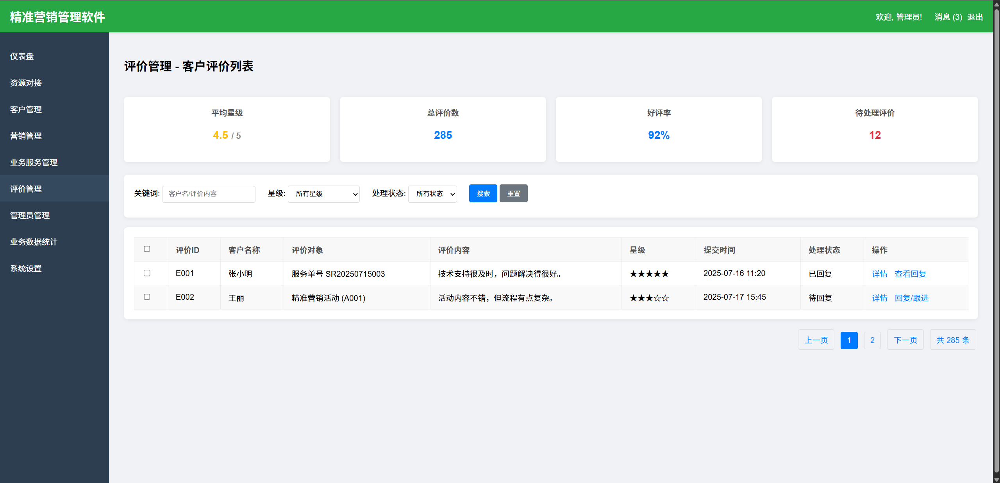 精准营销管理软件
欢迎, 管理员! 消息 (3) 退出
仪表盘
资源对接
客户管理
营销管理
业务服务管理
评价管理
管理员管理
业务数据统计
系统设置
评价管理 - 客户评价列表
平均星级
4.5 / 5
总评价数
285
好评率
92%
待处理评价
12
关键词: 客户名/评价内容 星级: 所有星级 处理状态: 所有状态 搜索 重置
评价ID 客户名称 评价对象 评价内容 星级 提交时间 处理状态 操作
E001 张小明 服务单号 SR20250715003 技术支持很及时，问题解决得很好。 ★★★★★ 2025-07-16 11:20 已回复 详情 查看回复
E002 王丽 精准营销活动 (A001) 活动内容不错，但流程有点复杂。 ★★★☆☆ 2025-07-17 15:45 待回复 详情 回复/跟进
上一页 1 2 下一页 共 285 条